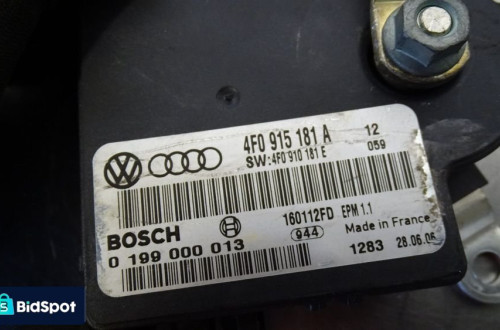 4F0 915 181 A 12
SW:4F0 910 181 E 059
BOSCH 160112FD EPM 1.1
0 199 000 013 944 Made in France
1283 28.06.05
BidSpot